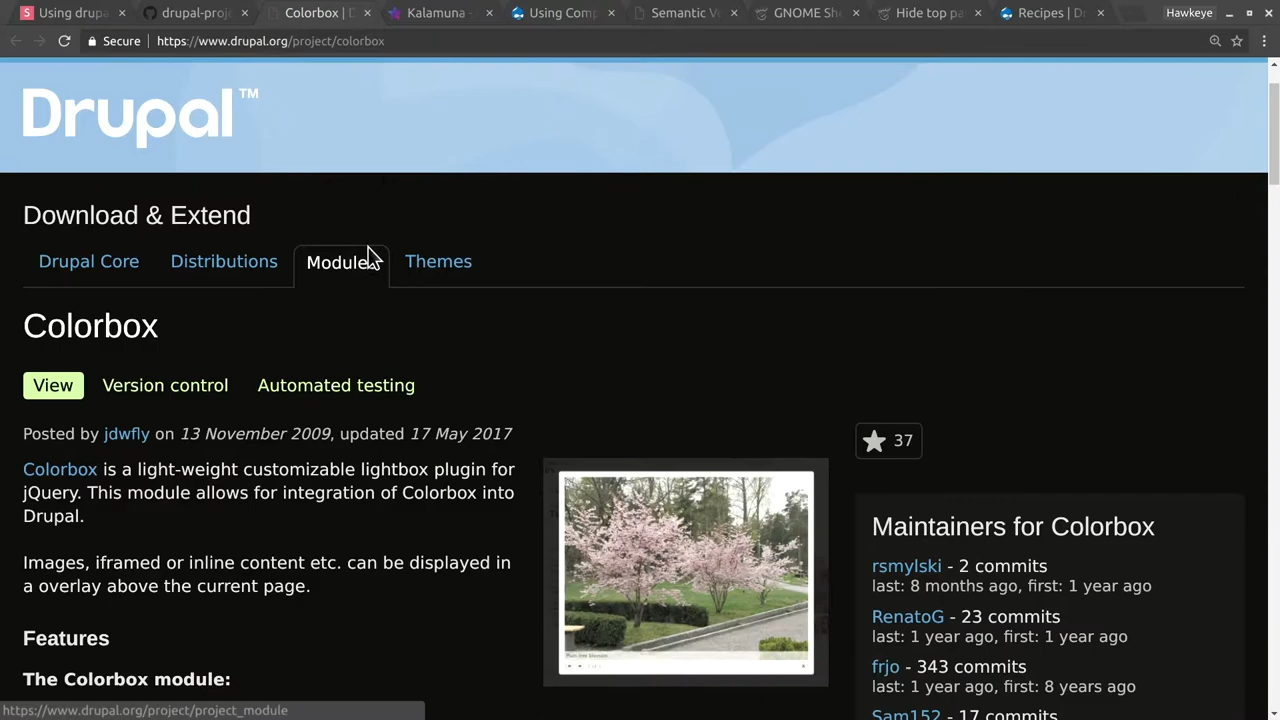 Using drupa
drupal-proj
Colorbox | D
Kalamuna -
Using Comp
Semantic Ve
GNOME She
Hide top pa
Recipes | Dr
Hawkeye
Secure
https://www.drupal.org/project/colorbox
Drupal™
Download & Extend
Drupal Core
Distributions
Modules
Themes
Colorbox
View
Version control
Automated testing
Posted by jdwfly on 13 November 2009, updated 17 May 2017
37
Colorbox is a light-weight customizable lightbox plugin for
jQuery. This module allows for integration of Colorbox into
Drupal.
Images, iframed or inline content etc. can be displayed in
a overlay above the current page.
Features
The Colorbox module:
Maintainers for Colorbox
rsmylski - 2 commits
last: 8 months ago, first: 1 year ago
RenatoG - 23 commits
last: 1 year ago, first: 1 year ago
frjo - 343 commits
last: 1 year ago, first: 8 years ago
Sam152 - 17 commits
https://www.drupal.org/project/project_module